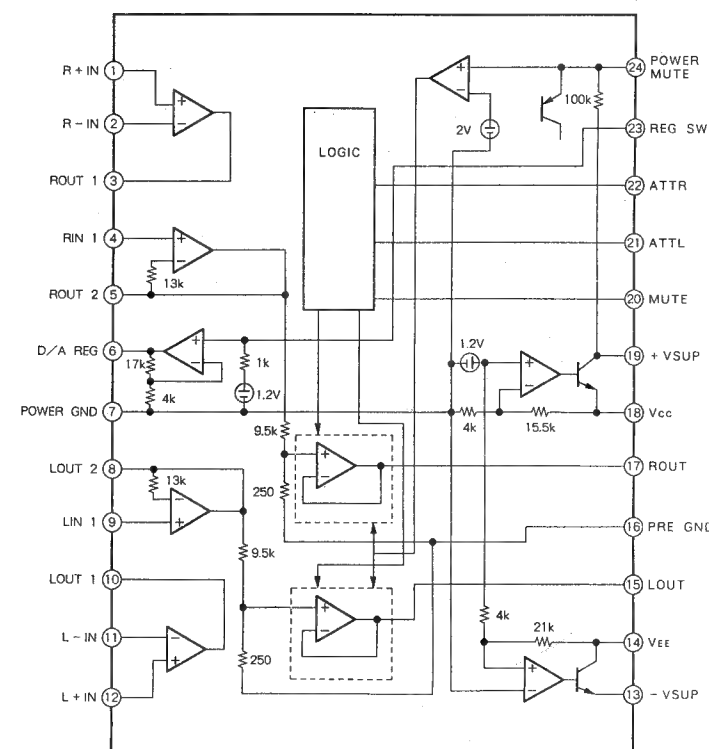 R+IN 1
R-IN 2
ROUT 1 3
RIN 1 4
ROUT 2 5
D/A REG 6
POWER GND 7
LOUT 2 8
LIN 1 9
LOUT 1 10
L-IN 11
L+IN 12
13k
17k
4k
1k
1.2V
13k
LOGIC
9.5k
250
9.5k
250
2V
100k
1.2V
4k
15.5k
4k
21k
24 POWER
MUTE
23 REG SW
22 ATTR
21 ATTL
20 MUTE
19 +VSUP
18 Vcc
17 ROUT
16 PRE GND
15 LOUT
14 VEE
13 -VSUP